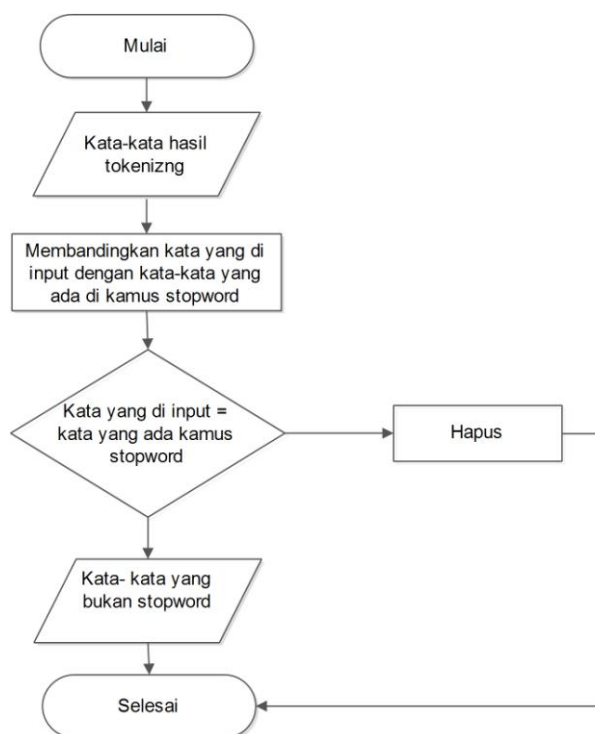 Mulai
Kata-kata hasil
tokenizng
Membandingkan kata yang di
input dengan kata-kata yang
ada di kamus stopword
Kata yang di input =
kata yang ada kamus
stopword
Hapus
Kata- kata yang
bukan stopword
Selesai